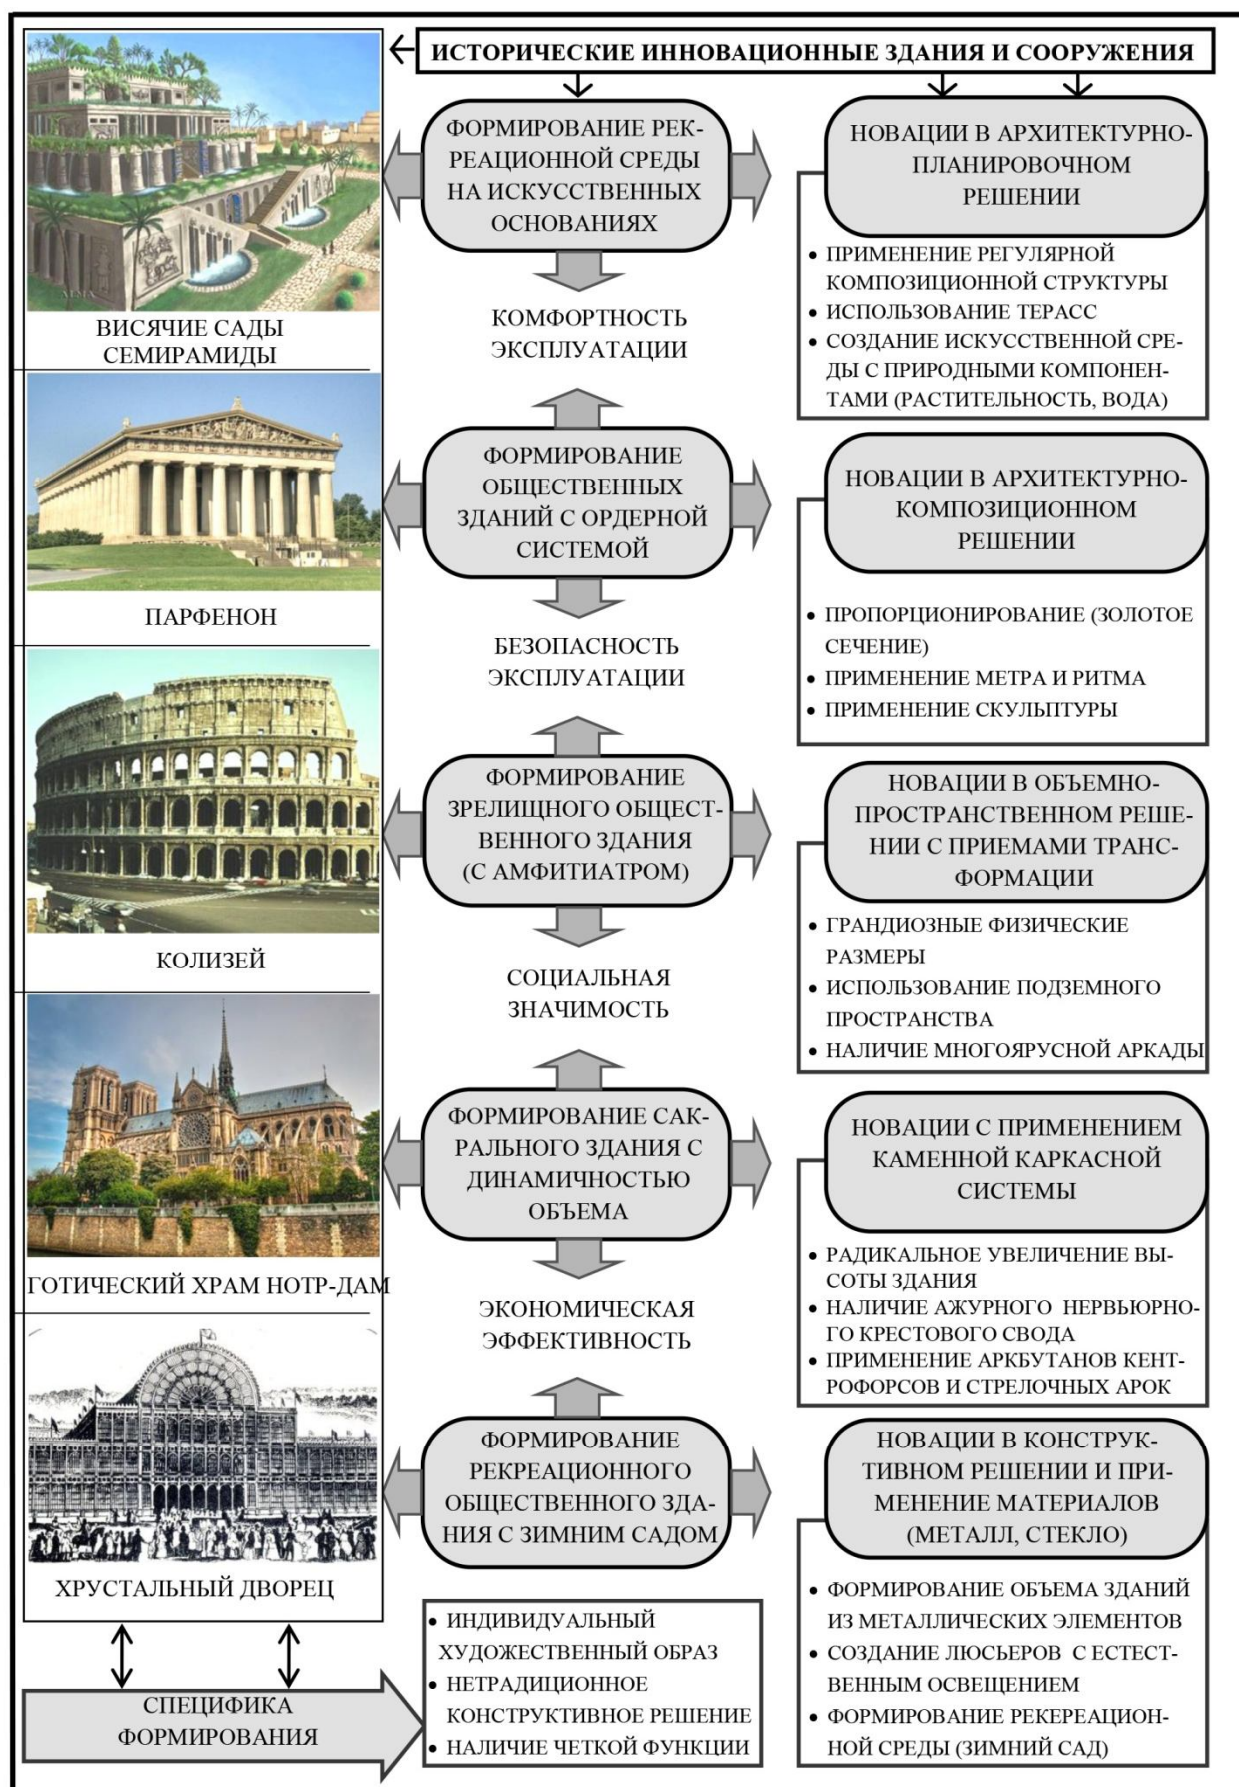 ИСТОРИЧЕСКИЕ ИННОВАЦИОННЫЕ ЗДАНИЯ И СООРУЖЕНИЯ
ВИСЯЧИЕ САДЫ
СЕМИРАМИДЫ
ФОРМИРОВАНИЕ РЕК-
РЕАЦИОННОЙ СРЕДЫ
НА ИСКУССТВЕННЫХ
ОСНОВАНИЯХ
НОВАЦИИ В АРХИТЕКТУРНО-
ПЛАНИРОВОЧНОМ
РЕШЕНИИ
• ПРИМЕНЕНИЕ РЕГУЛЯРНОЙ
КОМПОЗИЦИОННОЙ СТРУКТУРЫ
• ИСПОЛЬЗОВАНИЕ ТЕРАСС
• СОЗДАНИЕ ИСКУССТВЕННОЙ СРЕ-
ДЫ С ПРИРОДНЫМИ КОМПОНЕН-
ТАМИ (РАСТИТЕЛЬНОСТЬ, ВОДА)
КОМФОРТНОСТЬ
ЭКСПЛУАТАЦИИ
ПАРФЕНОН
ФОРМИРОВАНИЕ
ОБЩЕСТВЕННЫХ
ЗДАНИЙ С ОРДЕРНОЙ
СИСТЕМОЙ
НОВАЦИИ В АРХИТЕКТУРНО-
КОМПОЗИЦИОННОМ
РЕШЕНИИ
• ПРОПОРЦИОНИРОВАНИЕ (ЗОЛОТОЕ
СЕЧЕНИЕ)
• ПРИМЕНЕНИЕ МЕТРА И РИТМА
• ПРИМЕНЕНИЕ СКУЛЬПТУРЫ
БЕЗОПАСНОСТЬ
ЭКСПЛУАТАЦИИ
КОЛИЗЕЙ
ФОРМИРОВАНИЕ
ЗРЕЛИЩНОГО ОБЩЕСТ-
ВЕННОГО ЗДАНИЯ
(С АМФИТИАТРОМ)
НОВАЦИИ В ОБЪЕМНО-
ПРОСТРАНСТВЕННОМ РЕШЕ-
НИИ С ПРИЕМАМИ ТРАНС-
ФОРМАЦИИ
• ГРАНДИОЗНЫЕ ФИЗИЧЕСКИЕ
РАЗМЕРЫ
• ИСПОЛЬЗОВАНИЕ ПОДЗЕМНОГО
ПРОСТРАНСТВА
• НАЛИЧИЕ МНОГОЯРУСНОЙ АРКАДЫ
СОЦИАЛЬНАЯ
ЗНАЧИМОСТЬ
ГОТИЧЕСКИЙ ХРАМ НОТР-ДАМ
ФОРМИРОВАНИЕ САК-
РАЛЬНОГО ЗДАНИЯ С
ДИНАМИЧНОСТЬЮ
ОБЪЕМА
НОВАЦИИ С ПРИМЕНЕНИЕМ
КАМЕННОЙ КАРКАСНОЙ
СИСТЕМЫ
• РАДИКАЛЬНОЕ УВЕЛИЧЕНИЕ ВЫ-
СОТЫ ЗДАНИЯ
• НАЛИЧИЕ АЖУРНОГО НЕРВЬЮРНО-
ГО КРЕСТОВОГО СВОДА
• ПРИМЕНЕНИЕ АРКБУТАНОВ КЕНТ-
РОФОРСОВ И СТРЕЛОЧНЫХ АРОК
ЭКОНОМИЧЕСКАЯ
ЭФФЕКТИВНОСТЬ
ХРУСТАЛЬНЫЙ ДВОРЕЦ
ФОРМИРОВАНИЕ
РЕКРЕАЦИОННОГО
ОБЩЕСТВЕННОГО ЗДА-
НИЯ С ЗИМНИМ САДОМ
НОВАЦИИ В КОНСТРУК-
ТИВНОМ РЕШЕНИИ И ПРИ-
МЕНЕНИЕ МАТЕРИАЛОВ
(МЕТАЛЛ, СТЕКЛО)
• ФОРМИРОВАНИЕ ОБЪЕМА ЗДАНИЙ
ИЗ МЕТАЛЛИЧЕСКИХ ЭЛЕМЕНТОВ
• СОЗДАНИЕ ЛЮСЬЕРОВ С ЕСТЕСТ-
ВЕННЫМ ОСВЕЩЕНИЕМ
• ФОРМИРОВАНИЕ РЕКЕРЕАЦИОН-
НОЙ СРЕДЫ (ЗИМНИЙ САД)
СПЕЦИФИКА
ФОРМИРОВАНИЯ
• ИНДИВИДУАЛЬНЫЙ
ХУДОЖЕСТВЕННЫЙ ОБРАЗ
• НЕТРАДИЦИОННОЕ
КОНСТРУКТИВНОЕ РЕШЕНИЕ
• НАЛИЧИЕ ЧЕТКОЙ ФУНКЦИИ